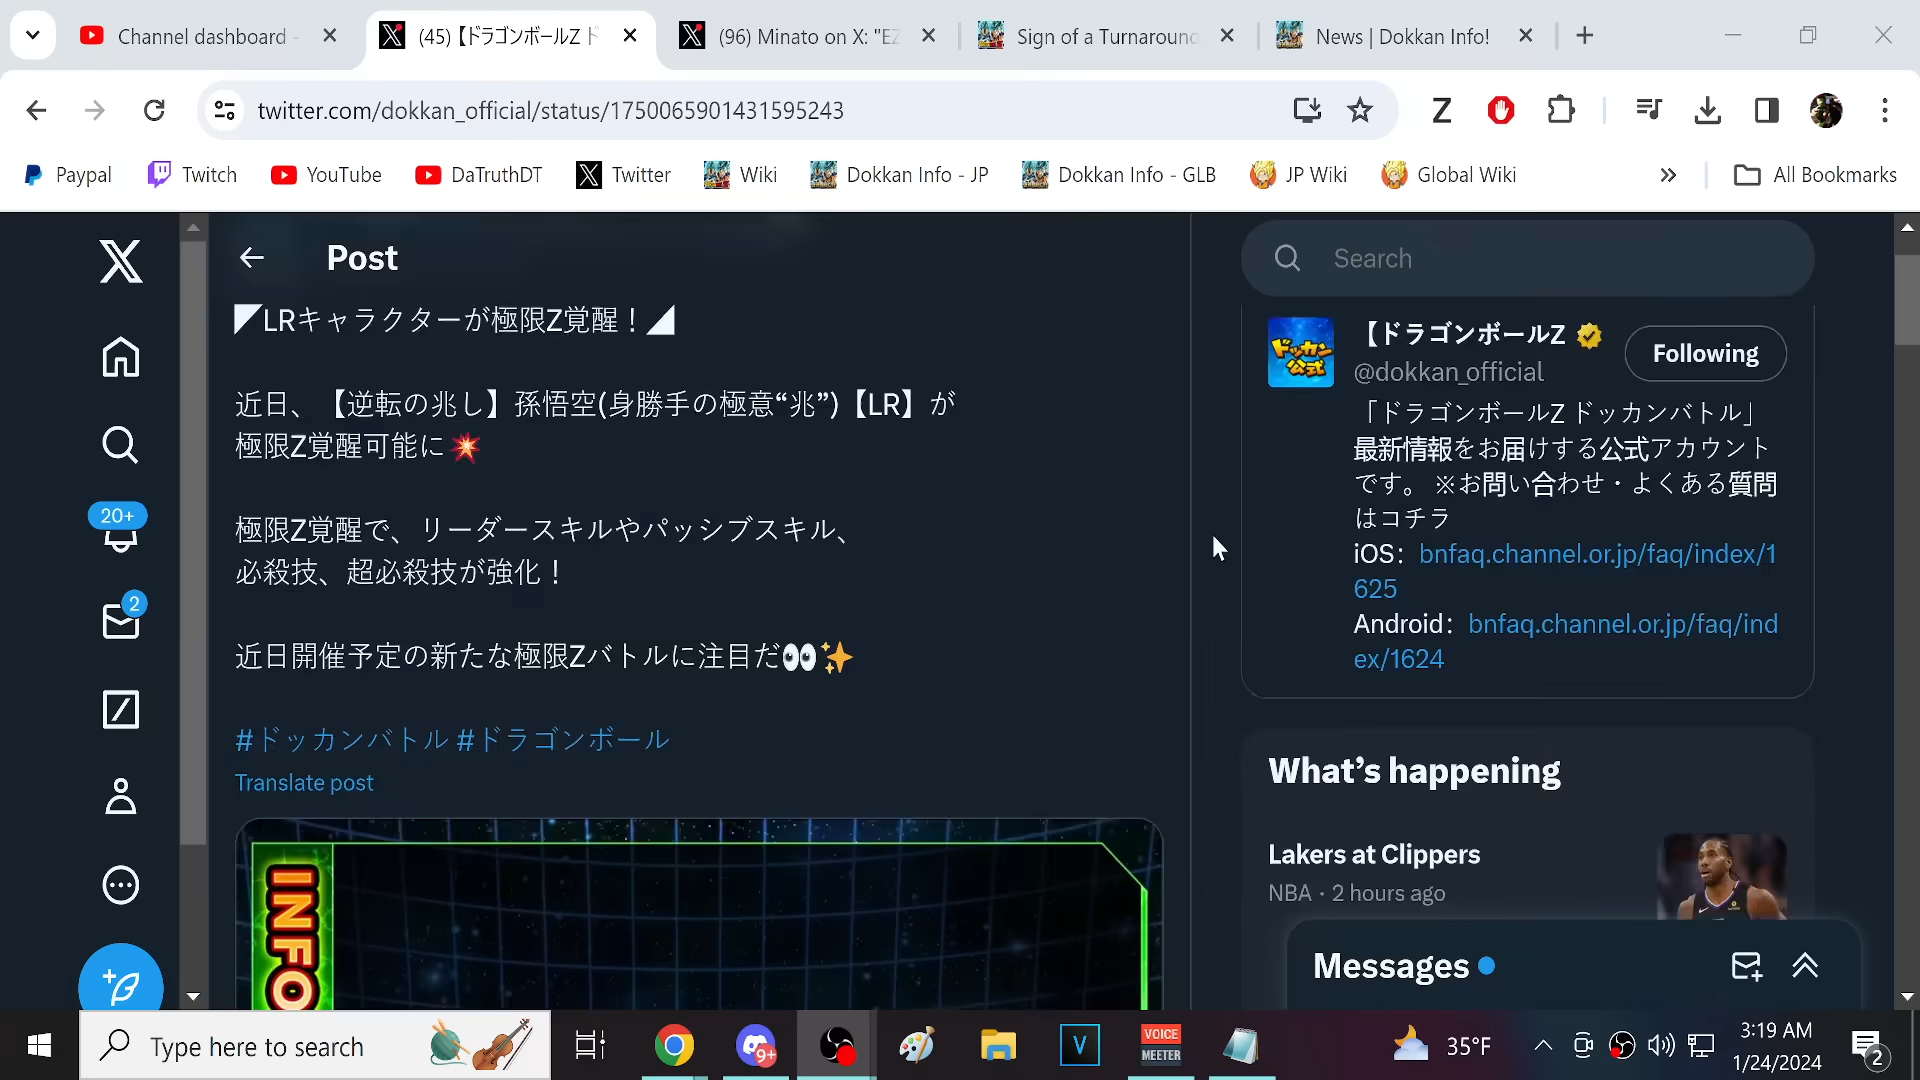 Channel dashboard -
(45)【ドラゴンボールZ ド
(96) Minato on X: "EZ
Sign of a Turnaround
News | Dokkan Info!
twitter.com/dokkan_official/status/1750065901431595243
Z
Paypal
Twitch
YouTube
DaTruthDT
Twitter
Wiki
Dokkan Info - JP
Dokkan Info - GLB
JP Wiki
Global Wiki
All Bookmarks
Post
◤LRキャラクターが極限Z覚醒！◢
近日、【逆転の兆し】孫悟空(身勝手の極意“兆”)【LR】が
極限Z覚醒可能に💥
極限Z覚醒で、リーダースキルやパッシブスキル、
必殺技、超必殺技が強化！
近日開催予定の新たな極限Zバトルに注目だ👀✨
#ドッカンバトル #ドラゴンボール
Translate post
INFO
20+
2
Search
ドッカン
公式
【ドラゴンボールZ
@dokkan_official
Following
「ドラゴンボールZ ドッカンバトル」
最新情報をお届けする公式アカウント
です。 ※お問い合わせ・よくある質問
はコチラ
iOS： bnfaq.channel.or.jp/faq/index/1
625
Android： bnfaq.channel.or.jp/faq/ind
ex/1624
What’s happening
Lakers at Clippers
NBA · 2 hours ago
Messages
Type here to search
9+
V
VOICE
MEETER
35°F
3:19 AM
1/24/2024
2